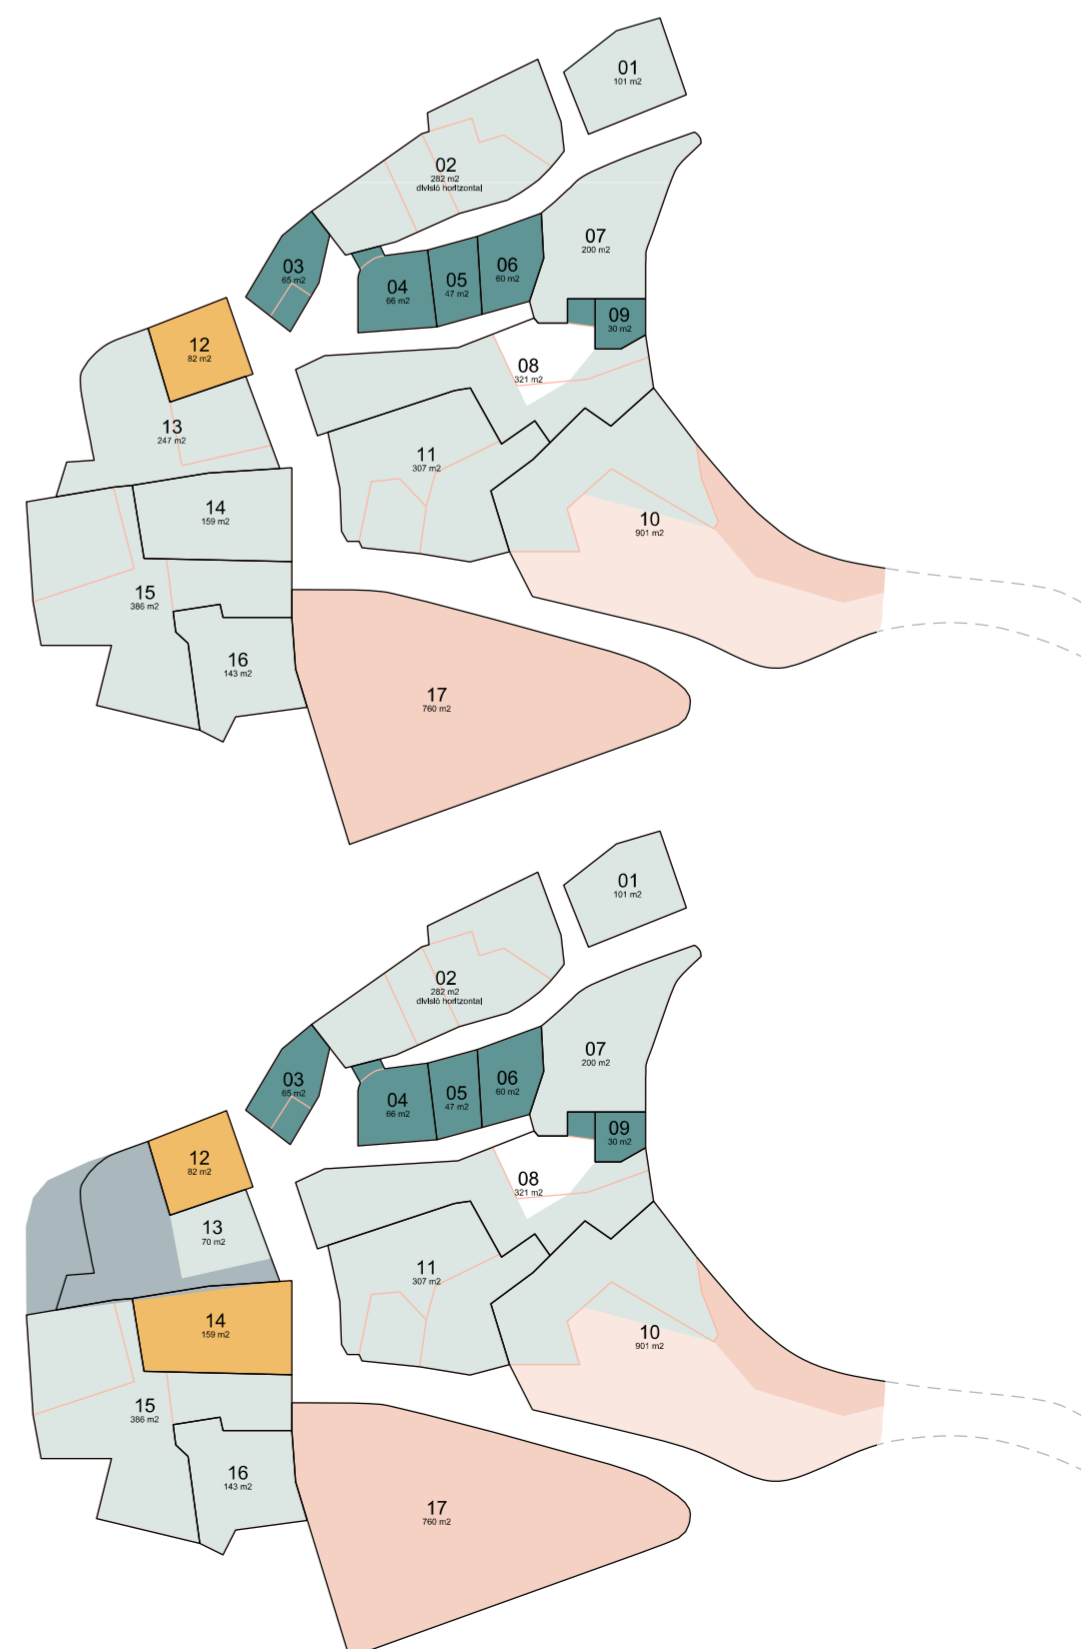 01
101 m2
02
282 m2
divisió horitzontal
03
65 m2
04
66 m2
05
47 m2
06
60 m2
07
200 m2
08
321 m2
09
30 m2
10
901 m2
11
307 m2
12
82 m2
13
247 m2
14
159 m2
15
386 m2
16
143 m2
17
760 m2
01
101 m2
02
282 m2
divisió horitzontal
03
65 m2
04
66 m2
05
47 m2
06
60 m2
07
200 m2
08
321 m2
09
30 m2
10
901 m2
11
307 m2
12
82 m2
13
70 m2
14
159 m2
15
386 m2
16
143 m2
17
760 m2